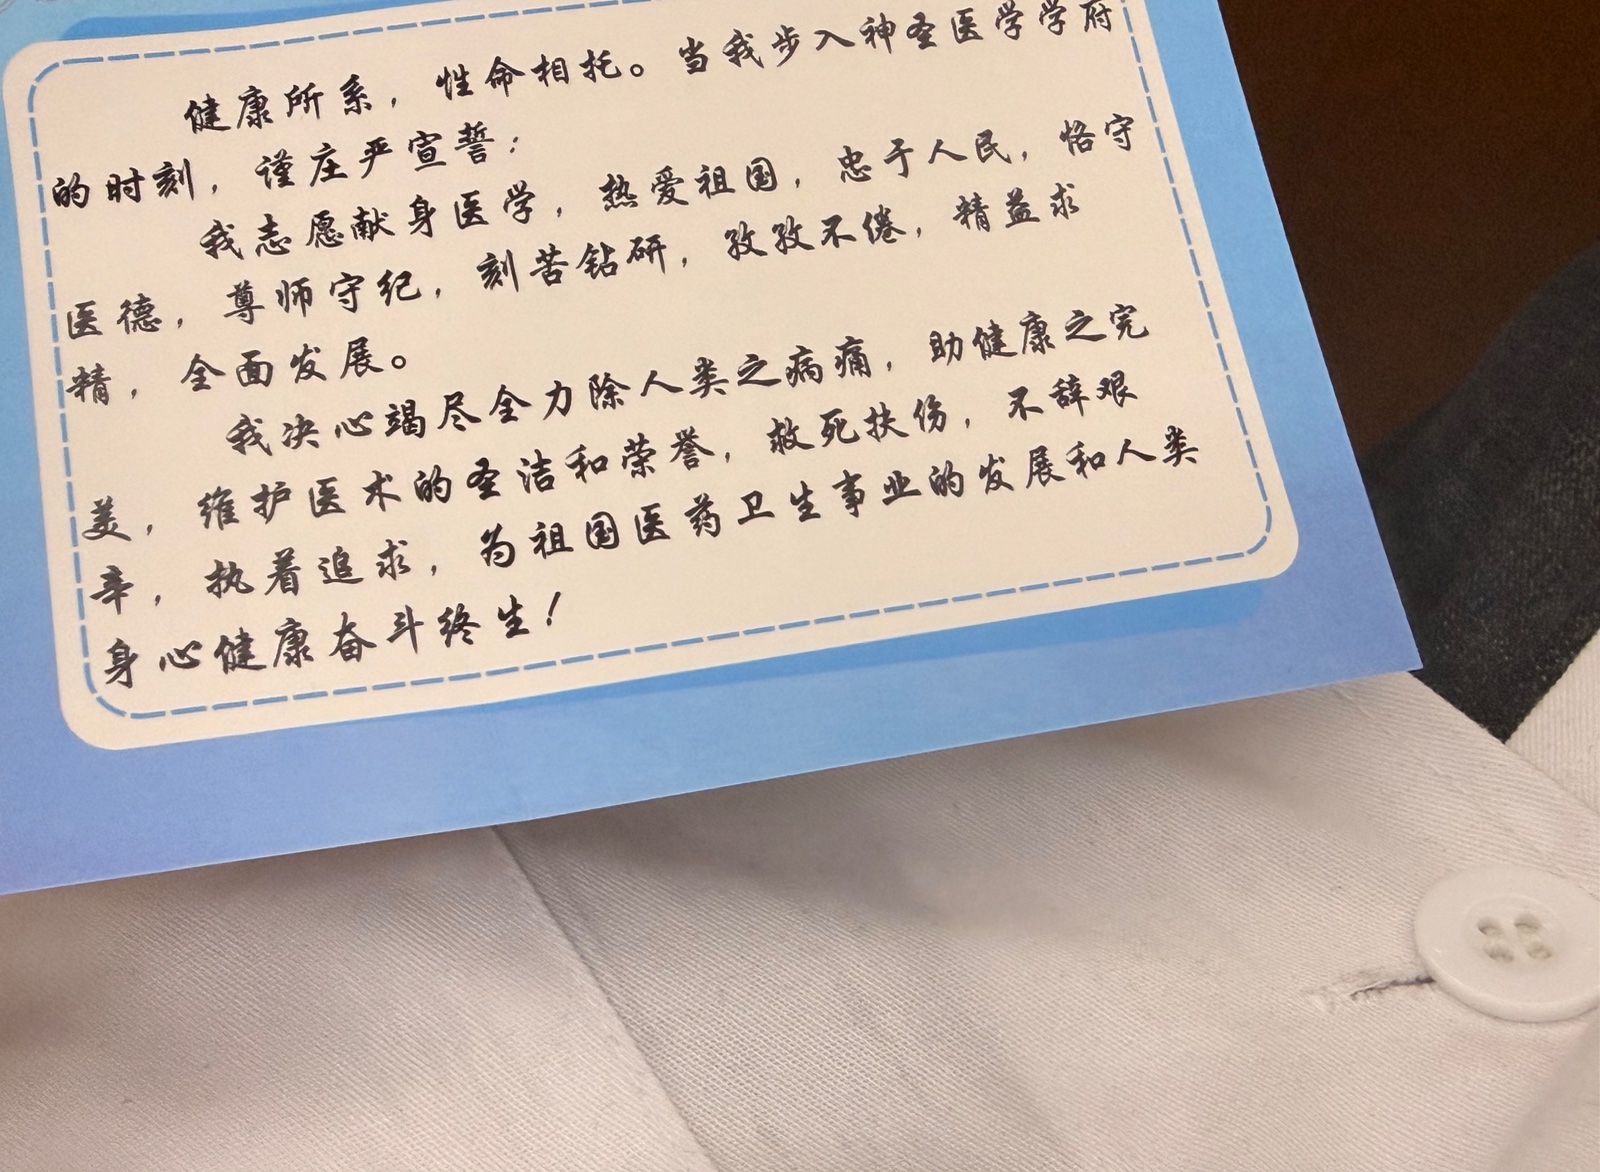 健康所系，性命相托。当我步入神圣医学学府
的时刻，谨庄严宣誓：
我志愿献身医学，热爱祖国，忠于人民，恪守
医德，尊师守纪，刻苦钻研，孜孜不倦，精益求
精，全面发展。
我决心竭尽全力除人类之病痛，助健康之完
美，维护医术的圣洁和荣誉，救死扶伤，不辞艰
辛，执着追求，为祖国医药卫生事业的发展和人类
身心健康奋斗终生！